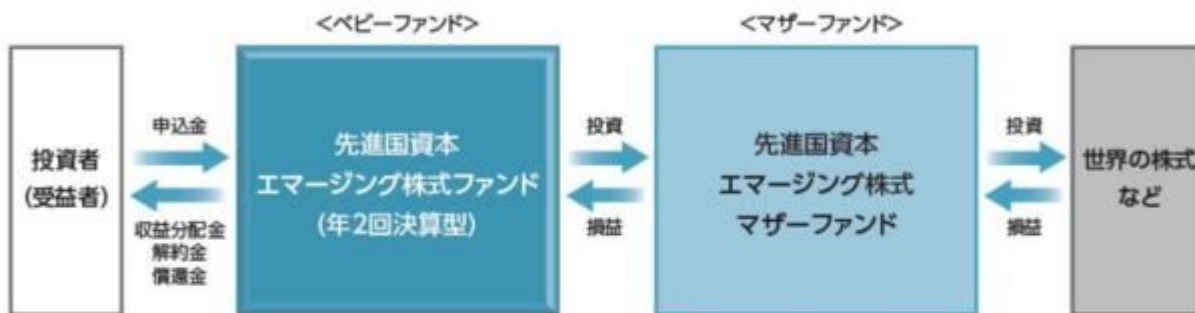 <ベビーファンド>
<マザーファンド>
投資者
(受益者)
申込金
収益分配金
解約金
償還金
先進国資本
エマージング株式ファンド
(年2回決算型)
投資
損益
先進国資本
エマージング株式
マザーファンド
投資
損益
世界の株式
など